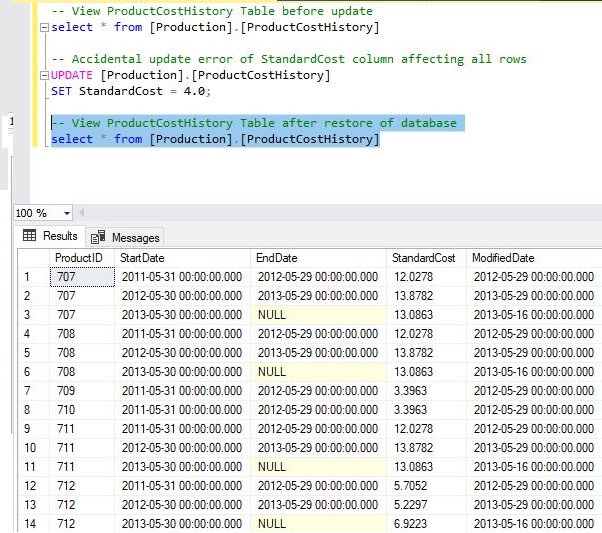 -- View ProductCostHistory Table before update
select * from [Production].[ProductCostHistory]
-- Accidental update error of StandardCost column affecting all rows
UPDATE [Production].[ProductCostHistory]
SET StandardCost = 4.0;
-- View ProductCostHistory Table after restore of database
select * from [Production].[ProductCostHistory]
100 %
Results Messages
ProductID StartDate EndDate StandardCost ModifiedDate
1 707 2011-05-31 00:00:00.000 2012-05-29 00:00:00.000 12.0278 2012-05-29 00:00:00.000
2 707 2012-05-30 00:00:00.000 2013-05-29 00:00:00.000 13.8782 2013-05-29 00:00:00.000
3 707 2013-05-30 00:00:00.000 NULL 13.0863 2013-05-16 00:00:00.000
4 708 2011-05-31 00:00:00.000 2012-05-29 00:00:00.000 12.0278 2012-05-29 00:00:00.000
5 708 2012-05-30 00:00:00.000 2013-05-29 00:00:00.000 13.8782 2013-05-29 00:00:00.000
6 708 2013-05-30 00:00:00.000 NULL 13.0863 2013-05-16 00:00:00.000
7 709 2011-05-31 00:00:00.000 2012-05-29 00:00:00.000 3.3963 2012-05-29 00:00:00.000
8 710 2011-05-31 00:00:00.000 2012-05-29 00:00:00.000 3.3963 2012-05-29 00:00:00.000
9 711 2011-05-31 00:00:00.000 2012-05-29 00:00:00.000 12.0278 2012-05-29 00:00:00.000
10 711 2012-05-30 00:00:00.000 2013-05-29 00:00:00.000 13.8782 2013-05-29 00:00:00.000
11 711 2013-05-30 00:00:00.000 NULL 13.0863 2013-05-16 00:00:00.000
12 712 2011-05-31 00:00:00.000 2012-05-29 00:00:00.000 5.7052 2012-05-29 00:00:00.000
13 712 2012-05-30 00:00:00.000 2013-05-29 00:00:00.000 5.2297 2013-05-29 00:00:00.000
14 712 2013-05-30 00:00:00.000 NULL 6.9223 2013-05-16 00:00:00.000